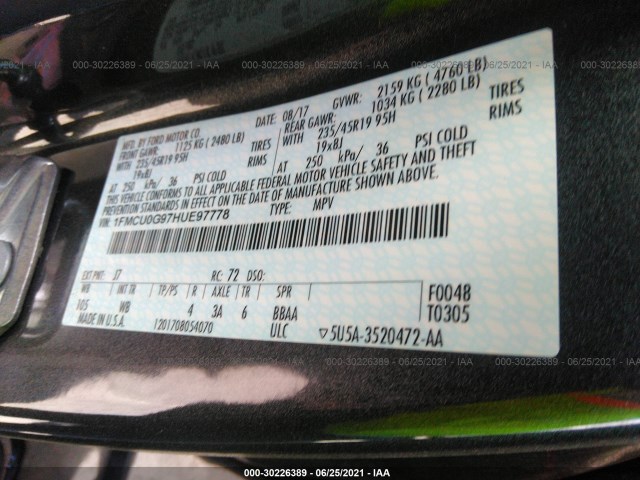 000-30226389 - 06/25/2021 - IAA
MFD. BY FORD MOTOR CO. DATE: 08/17 GVWR: 2159 KG ( 4760 LB)
FRONT GAWR: 1125 KG ( 2480 LB) REAR GAWR: 1034 KG ( 2280 LB)
WITH 235/45R19 95H TIRES WITH 235/45R19 95H TIRES
19x8J RIMS 19x8J RIMS
AT 250 kPa/ 36 PSI COLD AT 250 kPa/ 36 PSI COLD
THIS VEHICLE CONFORMS TO ALL APPLICABLE FEDERAL MOTOR VEHICLE SAFETY AND THEFT
PREVENTION STANDARDS IN EFFECT ON THE DATE OF MANUFACTURE SHOWN ABOVE.
VIN: 1FMCU0G97HUE97778 TYPE: MPV
EXT PNT: J7 RC: 72 DSO:
WB INT TR TP/PS R AXLE TR SPR
105 WB 4 3A 6 BBAA
F0048
T0305
MADE IN U.S.A. 1201708054070 ULC ▽5U5A-3520472-AA
000-30226389 - 06/25/2021 - IAA